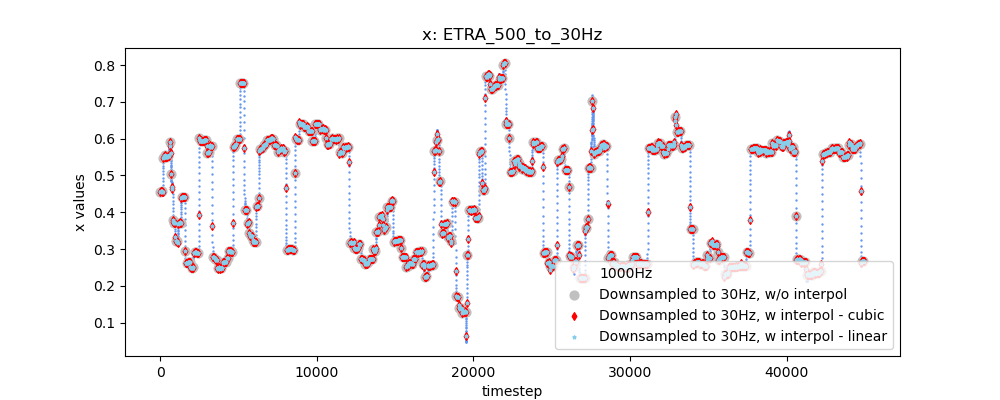 x: ETRA_500_to_30Hz
x values
0.8
0.7
0.6
0.5
0.4
0.3
0.2
0.1
1000Hz
Downsampled to 30Hz, w/o interpol
Downsampled to 30Hz, w interpol - cubic
Downsampled to 30Hz, w interpol - linear
0 10000 20000 30000 40000
timestep